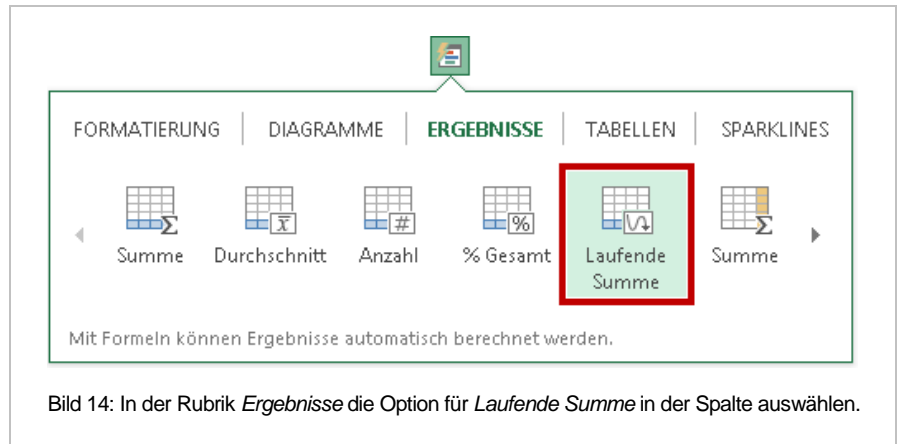 FORMATIERUNG DIAGRAMME ERGEBNISSE TABELLEN SPARKLINES
Summe Durchschnitt Anzahl % Gesamt Laufende Summe Summe
Mit Formeln können Ergebnisse automatisch berechnet werden.
Bild 14: In der Rubrik Ergebnisse die Option für Laufende Summe in der Spalte auswählen.